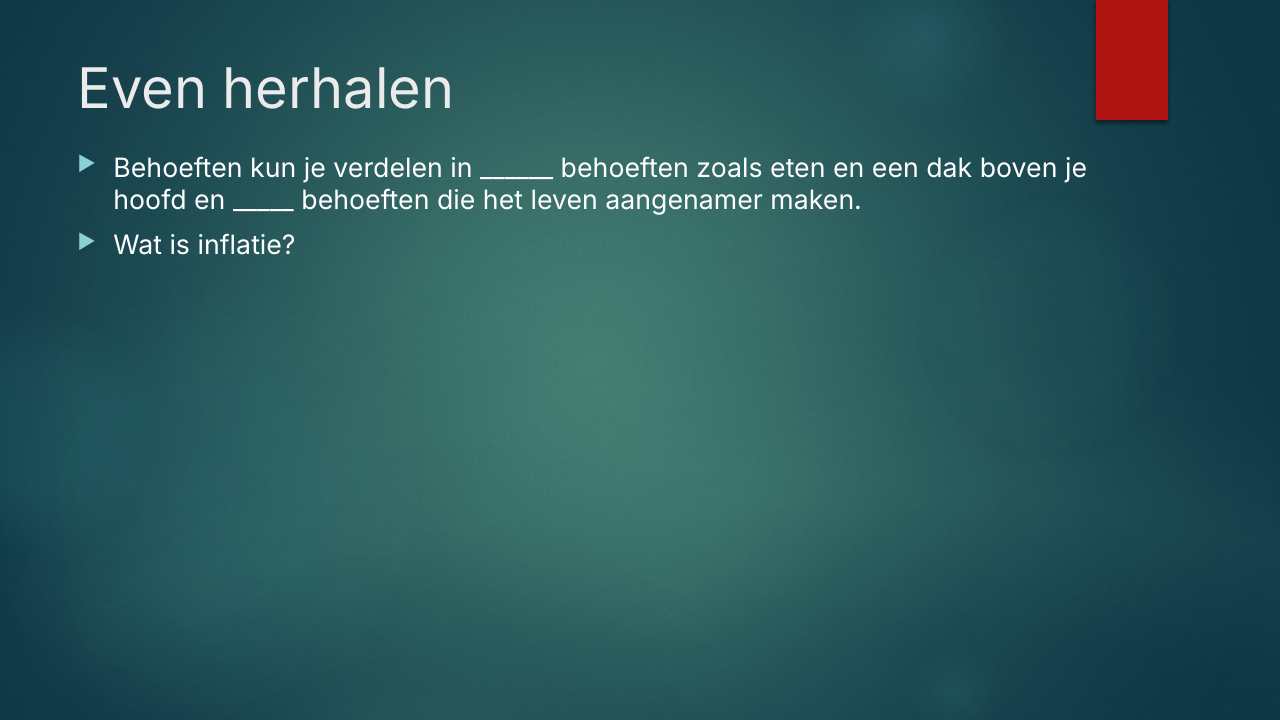 Even herhalen
Behoeften kun je verdelen in ______ behoeften zoals eten en een dak boven je
hoofd en _____ behoeften die het leven aangenamer maken.
Wat is inflatie?